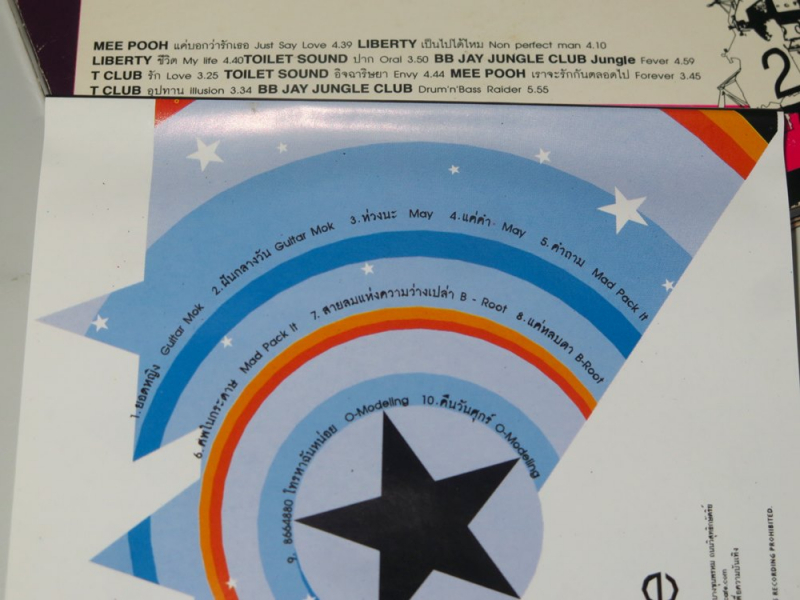 MEE POOH แค่บอกว่ารักเธอ Just Say Love 4.39 LIBERTY เป็นไปได้ไหม Non perfect man 4.10
LIBERTY ชีวิต My life 4.40 TOILET SOUND ปาก Oral 3.50 BB JAY JUNGLE CLUB Jungle Fever 4.59
T CLUB รัก Love 3.25 TOILET SOUND อิจฉาริษยา Envy 4.44 MEE POOH เราจะรักกันตลอดไป Forever 3.45
T CLUB อุปทาน Illusion 3.34 BB JAY JUNGLE CLUB Drum'n'Bass Raider 5.55
2
1.ยอดหญิง Guitar Mok 2.ฝันกลางวัน Guitar Mok 3.ห่วงนะ May 4.แค่คำ May 5.คำถาม Mad Pack It
6.ศพในกระดาษ Mad Pack It 7.สายลมแห่งความว่างเปล่า B - Root 8.แค่หลบตา B-Root
9. 8664880 โทรหาฉันหน่อย O-Modeling 10.คืนวันศุกร์ O-Modeling
e
RECORDING PROHIBITED.